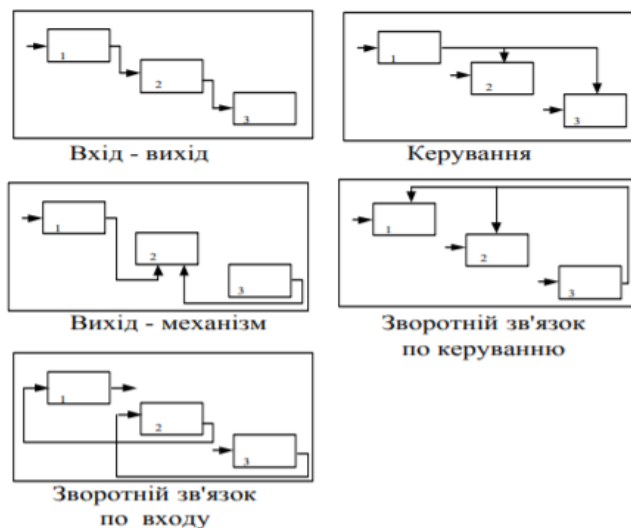 1
2
3
Вхід - вихід
1
2
3
Керування
1
2
3
Вихід - механізм
1
2
3
Зворотній зв'язок
по керуванню
1
2
3
Зворотній зв'язок
по входу